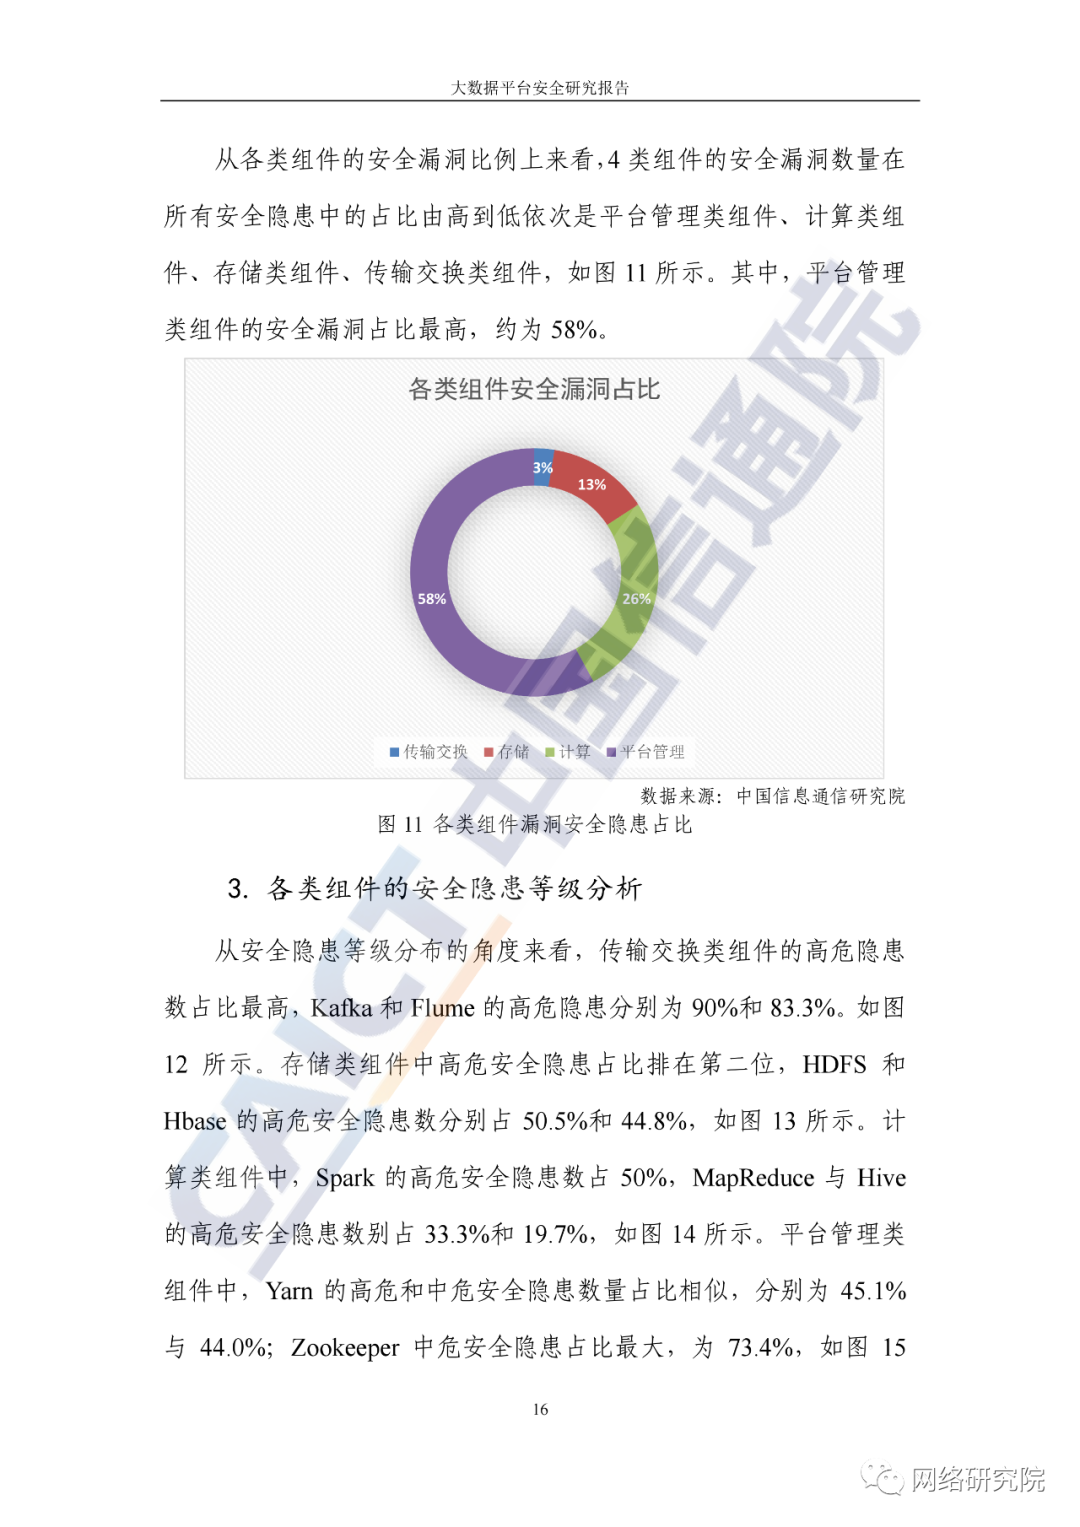 大数据平台安全研究报告
从各类组件的安全漏洞比例上来看，4 类组件的安全漏洞数量在
所有安全隐患中的占比由高到低依次是平台管理类组件、计算类组
件、存储类组件、传输交换类组件，如图 11 所示。其中，平台管理
类组件的安全漏洞占比最高，约为 58%。
各类组件安全漏洞占比
3%
13%
26%
58%
传输交换 存储 计算 平台管理
数据来源：中国信息通信研究院
图 11 各类组件漏洞安全隐患占比
3. 各类组件的安全隐患等级分析
从安全隐患等级分布的角度来看，传输交换类组件的高危隐患
数占比最高，Kafka 和 Flume 的高危隐患分别为 90%和 83.3%。如图
12 所示。存储类组件中高危安全隐患占比排在第二位，HDFS 和
Hbase 的高危安全隐患数分别占 50.5%和 44.8%，如图 13 所示。计
算类组件中，Spark 的高危安全隐患数占 50%，MapReduce 与 Hive
的高危安全隐患数别占 33.3%和 19.7%，如图 14 所示。平台管理类
组件中，Yarn 的高危和中危安全隐患数量占比相似，分别为 45.1%
与 44.0%；Zookeeper 中危安全隐患占比最大，为 73.4%，如图 15
16
CAICT 中国信通院
网络研究院